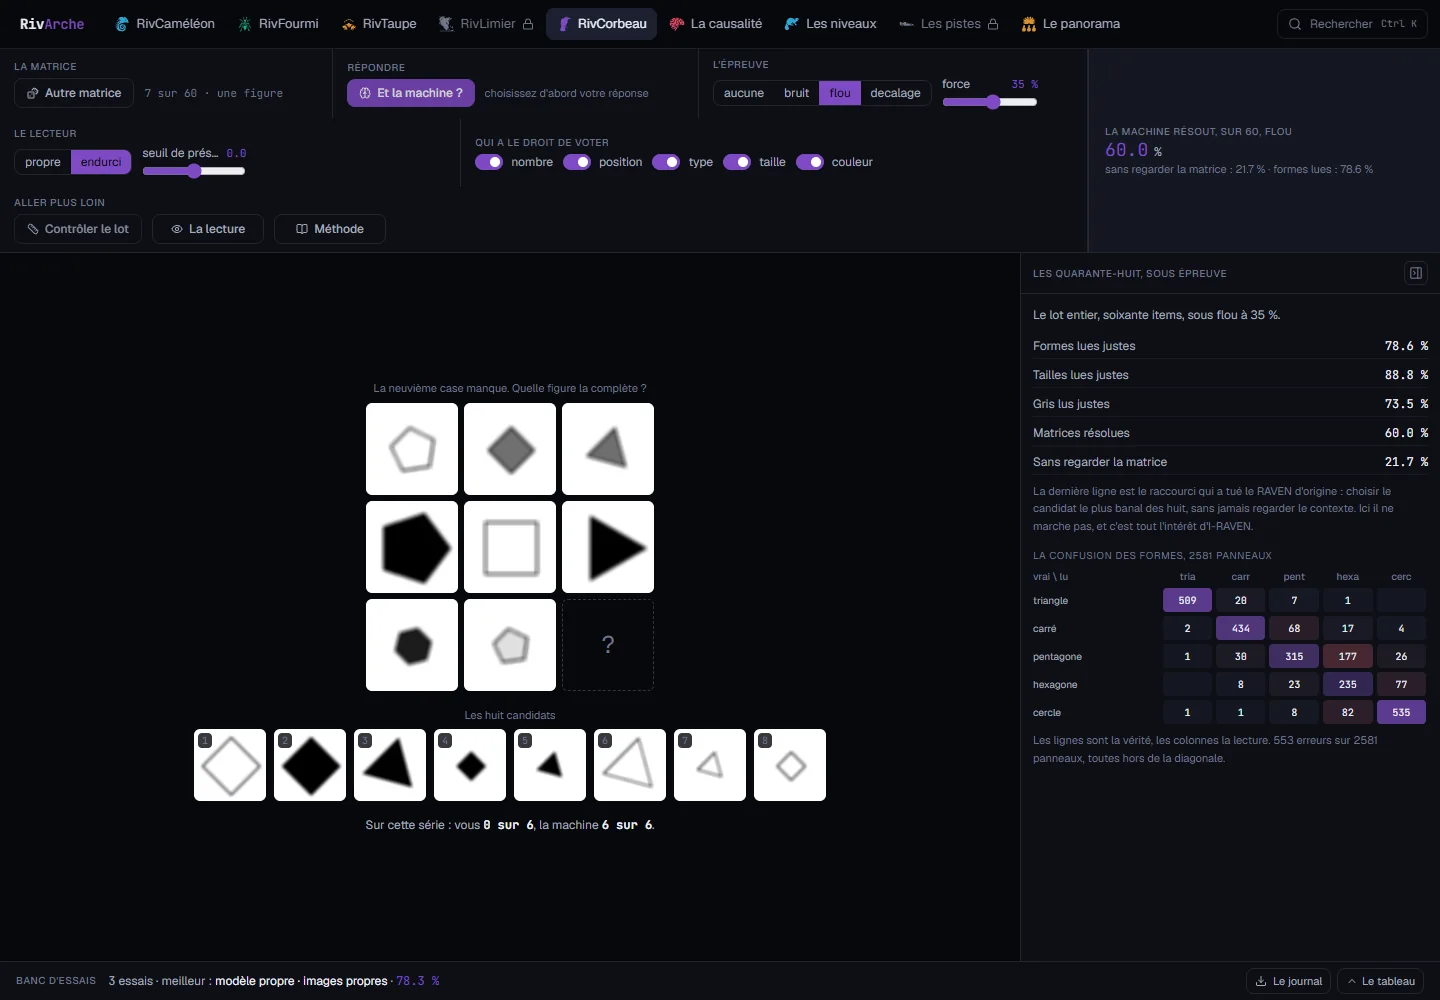 RivArche
RivCaméléon
RivFourmi
RivTaupe
RivLimier
RivCorbeau
La causalité
Les niveaux
Les pistes
Le panorama
Rechercher Ctrl K
LA MATRICE
Autre matrice
7 sur 60 · une figure
RÉPONDRE
Et la machine ?
choisissez d'abord votre réponse
L'ÉPREUVE
aucune
bruit
flou
decalage
force 35 %
LE LECTEUR
propre
endurci
seuil de prés… 0.0
QUI A LE DROIT DE VOTER
nombre
position
type
taille
couleur
ALLER PLUS LOIN
Contrôler le lot
La lecture
Méthode
LA MACHINE RÉSOUT, SUR 60, FLOU
60.0 %
sans regarder la matrice : 21.7 % · formes lues : 78.6 %
La neuvième case manque. Quelle figure la complète ?
?
Les huit candidats
1
2
3
4
5
6
7
8
Sur cette série : vous 0 sur 6, la machine 6 sur 6.
LES QUARANTE-HUIT, SOUS ÉPREUVE
Le lot entier, soixante items, sous flou à 35 %.
Formes lues justes 78.6 %
Tailles lues justes 88.8 %
Gris lus justes 73.5 %
Matrices résolues 60.0 %
Sans regarder la matrice 21.7 %
La dernière ligne est le raccourci qui a tué le RAVEN d'origine : choisir le
candidat le plus banal des huit, sans jamais regarder le contexte. Ici il ne
marche pas, et c'est tout l'intérêt d'I-RAVEN.
LA CONFUSION DES FORMES, 2581 PANNEAUX
vrai \ lu tria carr pent hexa cerc
triangle 509 20 7 1
carré 2 434 68 17 4
pentagone 1 30 315 177 26
hexagone 8 23 235 77
cercle 1 1 8 82 535
Les lignes sont la vérité, les colonnes la lecture. 553 erreurs sur 2581
panneaux, toutes hors de la diagonale.
BANC D'ESSAIS 3 essais · meilleur : modèle propre · images propres · 78.3 %
Le journal
Le tableau